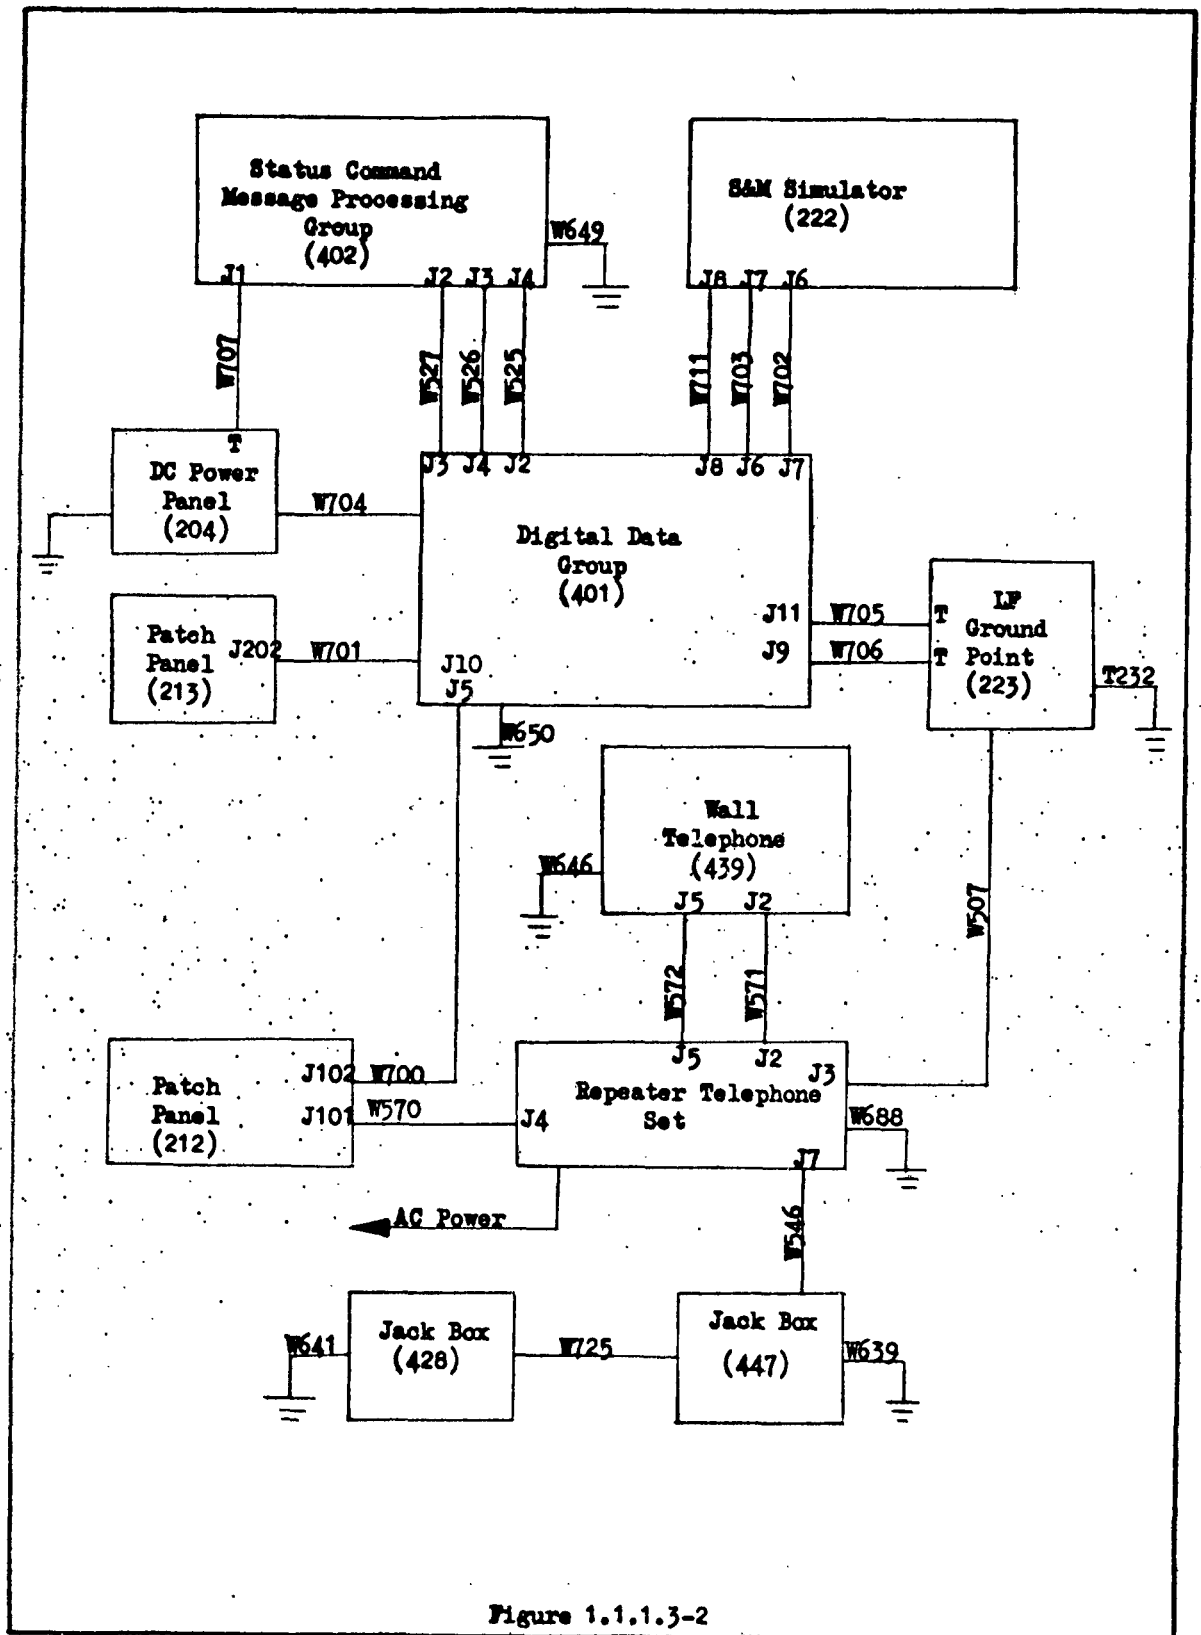 Status Command
Message Processing
Group
(402)
J1
J2 J3 J4
W649
S&M Simulator
(222)
J8 J7 J6
W707
W527
W526
W525
W711
W703
W702
T
DC Power
Panel
(204)
W704
J3 J4 J2
J8 J6 J7
Digital Data
Group
(401)
J11
J9
J10
J5
W705
W706
T
T
LF
Ground
Point
(223)
T232
Patch
Panel
(213)
J202
W701
W650
Wall
Telephone
(439)
J5 J2
W646
W507
W572
W571
Patch
Panel
(212)
J102
J101
W700
W570
J5 J2
J3
J4
Repeater Telephone
Set
J7
W688
AC Power
W546
W641
Jack Box
(428)
W725
Jack Box
(447)
W639
Figure 1.1.1.3-2